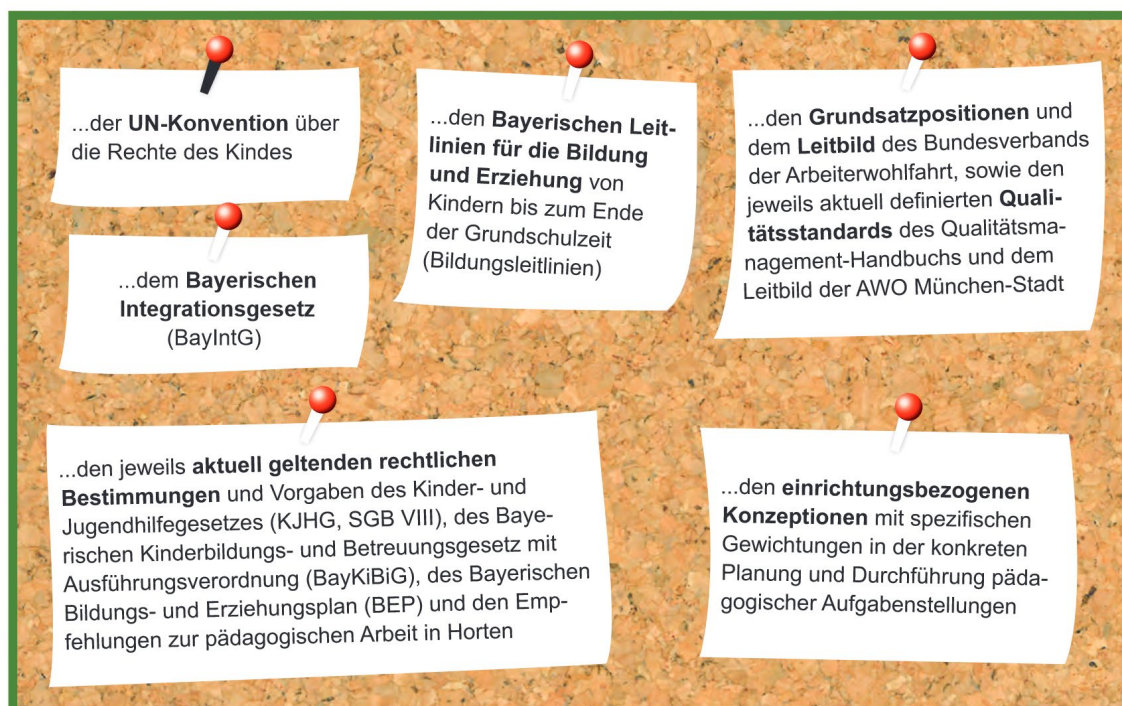 ...der UN-Konvention über
die Rechte des Kindes
...den Bayerischen Leit-
linien für die Bildung
und Erziehung von
Kindern bis zum Ende
der Grundschulzeit
(Bildungsleitlinien)
...den Grundsatzpositionen und
dem Leitbild des Bundesverbands
der Arbeiterwohlfahrt, sowie den
jeweils aktuell definierten Quali-
tätsstandards des Qualitätsma-
nagement-Handbuchs und dem
Leitbild der AWO München-Stadt
...dem Bayerischen
Integrationsgesetz
(BayIntG)
...den jeweils aktuell geltenden rechtlichen
Bestimmungen und Vorgaben des Kinder- und
Jugendhilfegesetzes (KJHG, SGB VIII), des Baye-
rischen Kinderbildungs- und Betreuungsgesetz mit
Ausführungsverordnung (BayKiBiG), des Bayerischen
Bildungs- und Erziehungsplan (BEP) und den Emp-
fehlungen zur pädagogischen Arbeit in Horten
...den einrichtungsbezogenen
Konzeptionen mit spezifischen
Gewichtungen in der konkreten
Planung und Durchführung päda-
gogischer Aufgabenstellungen